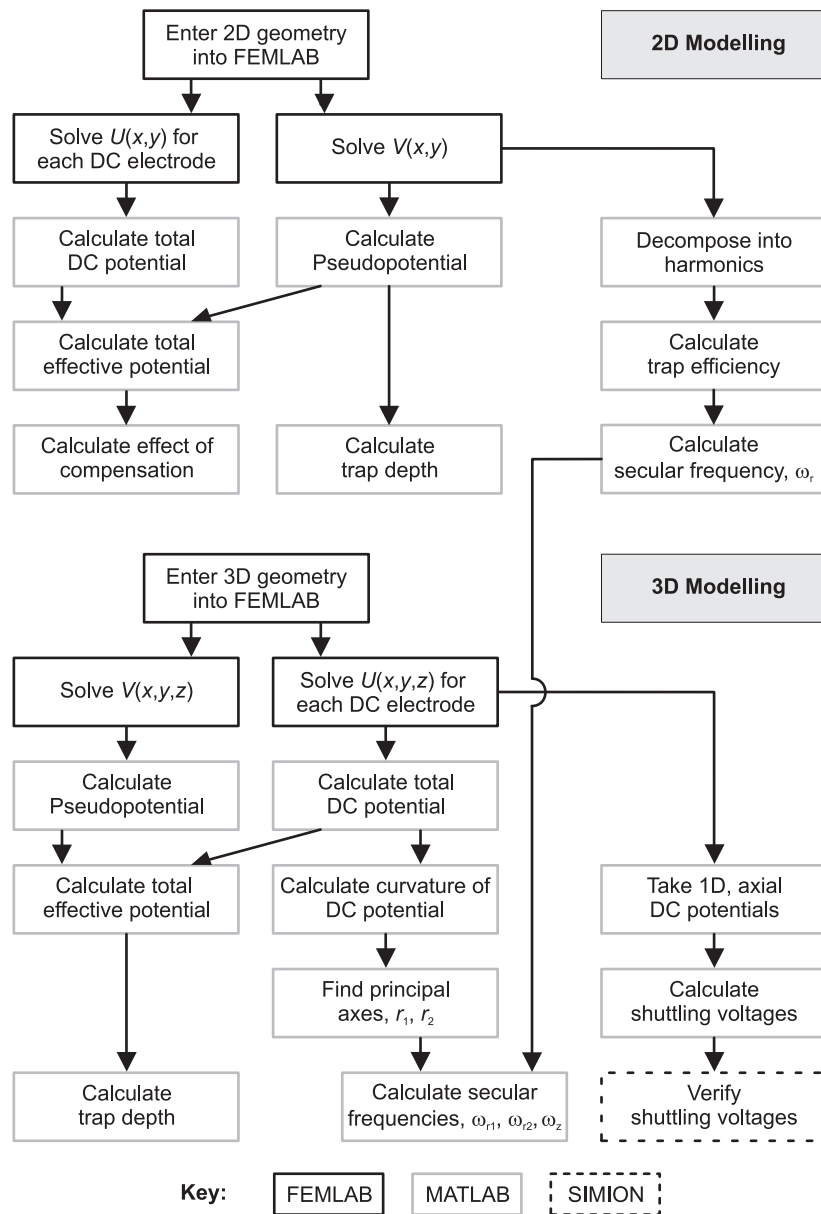 Enter 2D geometry
into FEMLAB
2D Modelling
Solve U(x,y) for
each DC electrode
Solve V(x,y)
Calculate total
DC potential
Calculate
Pseudopotential
Decompose into
harmonics
Calculate total
effective potential
Calculate
trap efficiency
Calculate effect of
compensation
Calculate
trap depth
Calculate
secular frequency, ωr
Enter 3D geometry
into FEMLAB
3D Modelling
Solve V(x,y,z)
Solve U(x,y,z) for
each DC electrode
Calculate
Pseudopotential
Calculate total
DC potential
Calculate total
effective potential
Calculate curvature of
DC potential
Take 1D, axial
DC potentials
Find principal
axes, r1, r2
Calculate
shuttling voltages
Calculate
trap depth
Calculate secular
frequencies, ωr1, ωr2, ωz
Verify
shuttling voltages
Key:
FEMLAB
MATLAB
SIMION